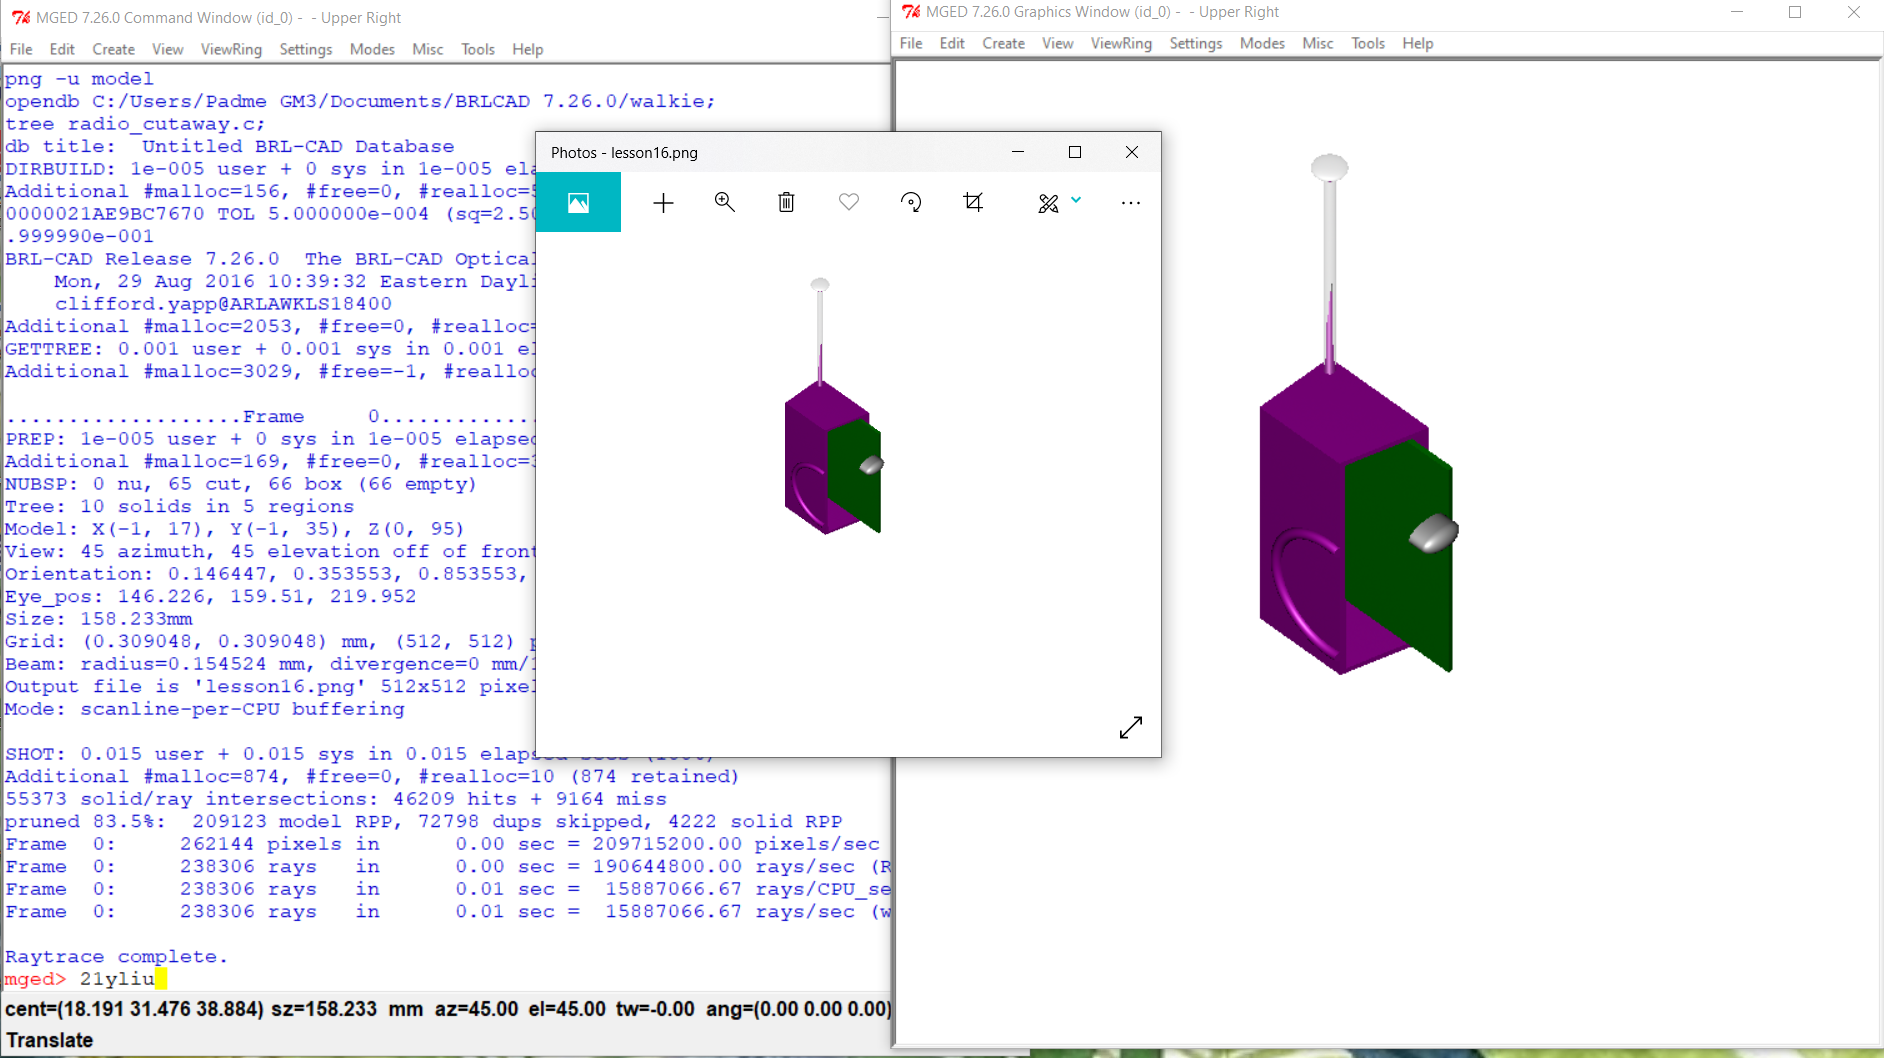 MGED 7.26.0 Command Window (id_0) - - Upper Right
File Edit Create View ViewRing Settings Modes Misc Tools Help
png -u model
opendb C:/Users/Padme GM3/Documents/BRLCAD 7.26.0/walkie;
tree radio_cutaway.c;
db title: Untitled BRL-CAD Database
DIRBUILD: 1e-005 user + 0 sys in 1e-005
Additional #malloc=156, #free=0,
0000021AE9BC7670 TOL 5.000000e-004
.999990e-001
BRL-CAD Release 7.26.0 The BRL-CAD Optical
Mon, 29 Aug 2016 10:39:32 Eastern
clifford.yapp@ARLAWKLS18400
Additional #malloc=2053, #free=0, #realloc=
GETTREE: 0.001 user + 0.001 sys in 0.001
Additional #malloc=3029, #free=-1,
...................Frame 0.............
PREP: 1e-005 user + 0 sys in 1e-005 elapsed
Additional #malloc=169, #free=0,
NUBSP: 0 nu, 65 cut, 66 box (66 empty)
Tree: 10 solids in 5 regions
Model: X(-1, 17), Y(-1, 35), Z(0, 95)
View: 45 azimuth, 45 elevation off of front
Orientation: 0.146447, 0.353553, 0.853553,
Eye_pos: 146.226, 159.51, 219.952
Size: 158.233mm
Grid: (0.309048, 0.309048) mm, (512, 512)
Beam: radius=0.154524 mm, divergence=0
Output file is 'lesson16.png' 512x512
Mode: scanline-per-CPU buffering
SHOT: 0.015 user + 0.015 sys in 0.015
Additional #malloc=874, #free=0, #realloc=10 (874 retained)
55373 solid/ray intersections: 46209 hits + 9164 miss
pruned 83.5%: 209123 model RPP, 72798 dups skipped, 4222 solid RPP
Frame 0: 262144 pixels in 0.00 sec = 209715200.00 pixels/sec
Frame 0: 238306 rays in 0.00 sec = 190644800.00 rays/sec (R
Frame 0: 238306 rays in 0.01 sec = 15887066.67 rays/CPU_se
Frame 0: 238306 rays in 0.01 sec = 15887066.67 rays/sec (w
Raytrace complete.
mged> 21yliu
cent=(18.191 31.476 38.884) sz=158.233 mm az=45.00 el=45.00 tw=-0.00 ang=(0.00 0.00 0.00)
Translate
Photos - lesson16.png
MGED 7.26.0 Graphics Window (id_0) - - Upper Right
File Edit Create View ViewRing Settings Modes Misc Tools Help